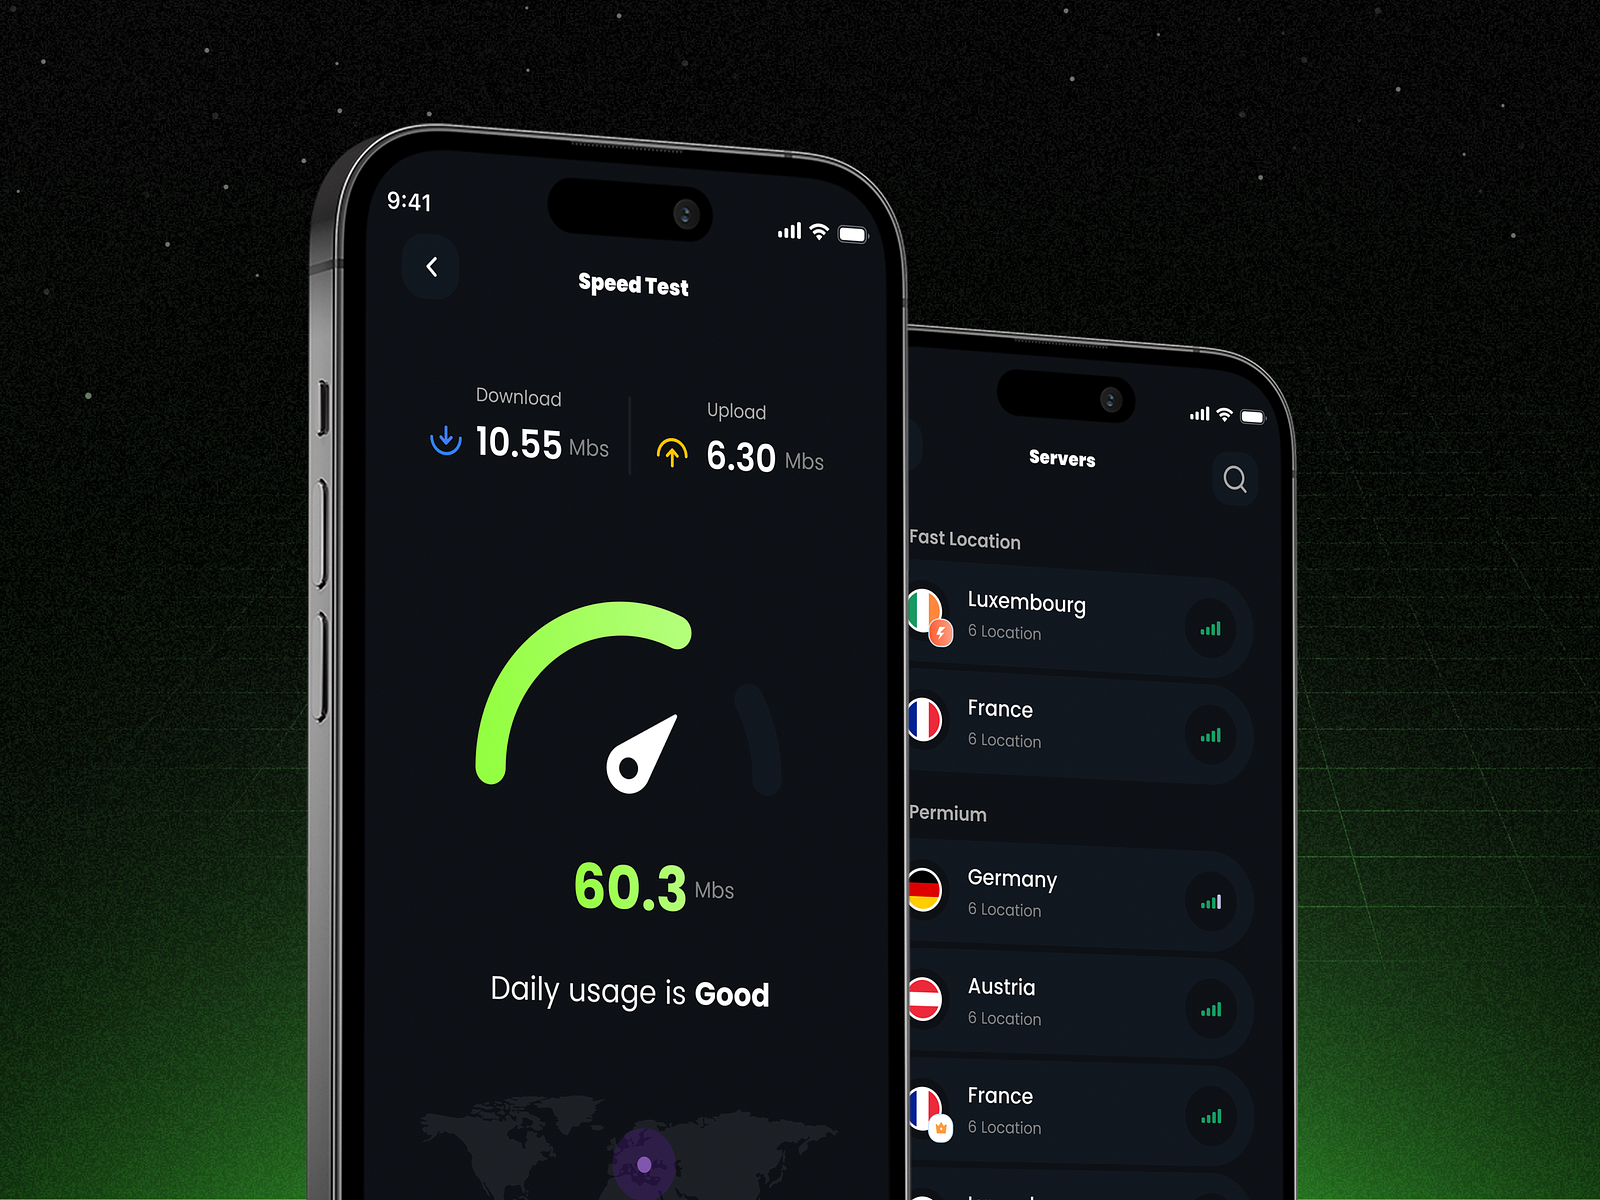 9:41
Speed Test
Download
10.55 Mbs
Upload
6.30 Mbs
60.3 Mbs
Daily usage is Good
Servers
Fast Location
Luxembourg
6 Location
France
6 Location
Permium
Germany
6 Location
Austria
6 Location
France
6 Location